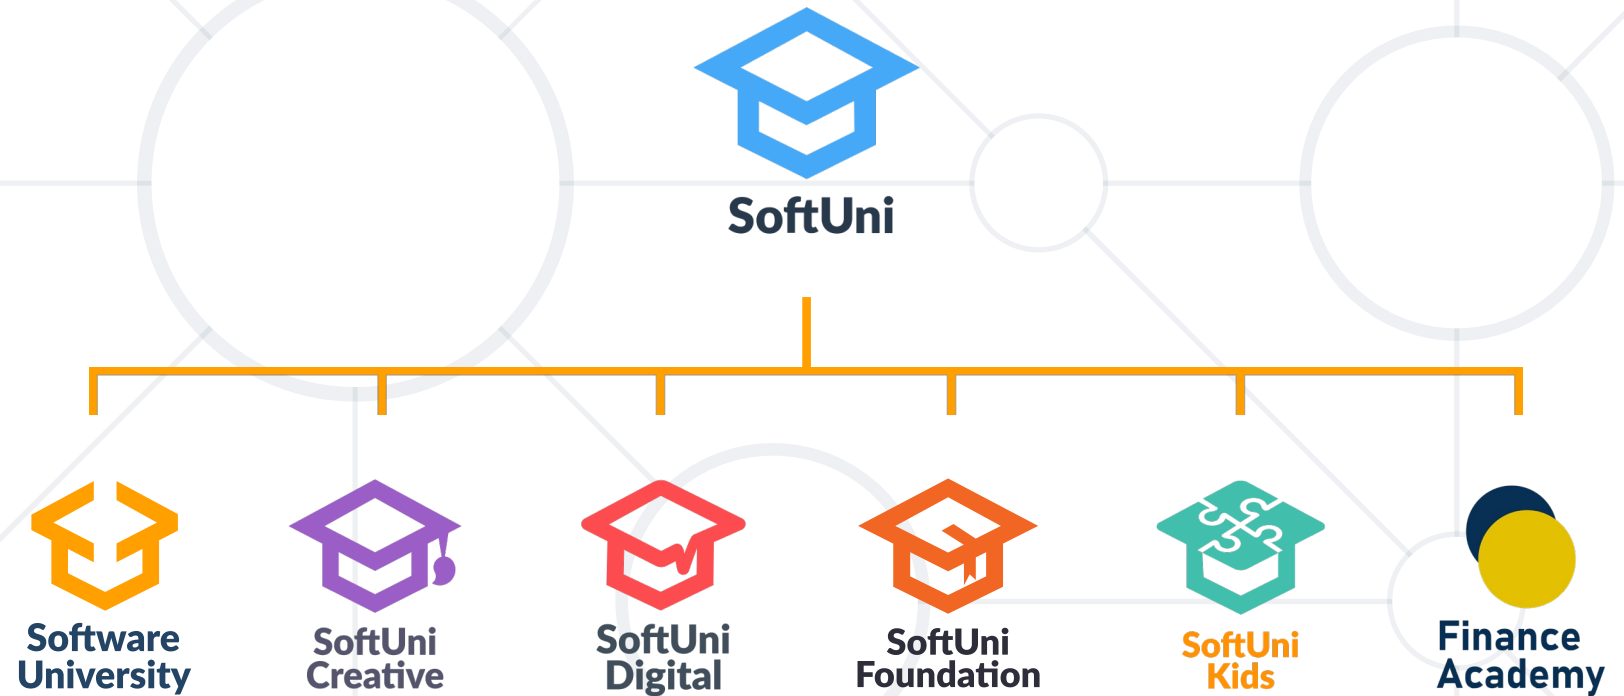 SoftUni
Software
University
SoftUni
Creative
SoftUni
Digital
SoftUni
Foundation
SoftUni
Kids
Finance
Academy